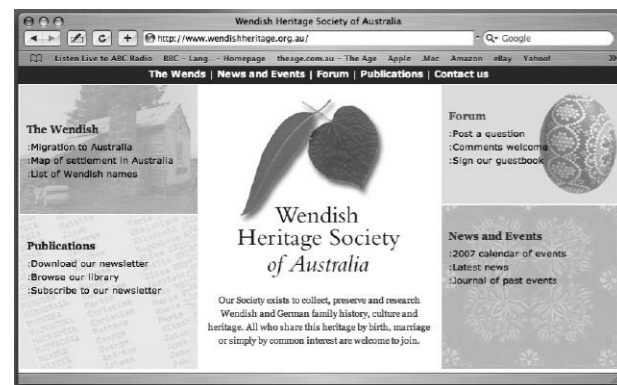 Wendish Heritage Society of Australia
http://www.wendishheritage.org.au/
Google
Listen Live to ABC Radio BBC – Lang...– Homepage theage.com.au – The Age Apple .Mac Amazon eBay Yahoo!
The Wends | News and Events | Forum | Publications | Contact us
The Wendish
:Migration to Australia
:Map of settlement in Australia
:List of Wendish names
Publications
:Download our newsletter
:Browse our library
:Subscribe to our newsletter
Wendish
Heritage Society
of Australia
Our Society exists to collect, preserve and research
Wendish and German family history, culture and
heritage. All who share this heritage by birth, marriage
or simply by common interest are welcome to join.
Forum
:Post a question
:Comments welcome
:Sign our guestbook
News and Events
:2007 calendar of events
:Latest news
:Journal of past events